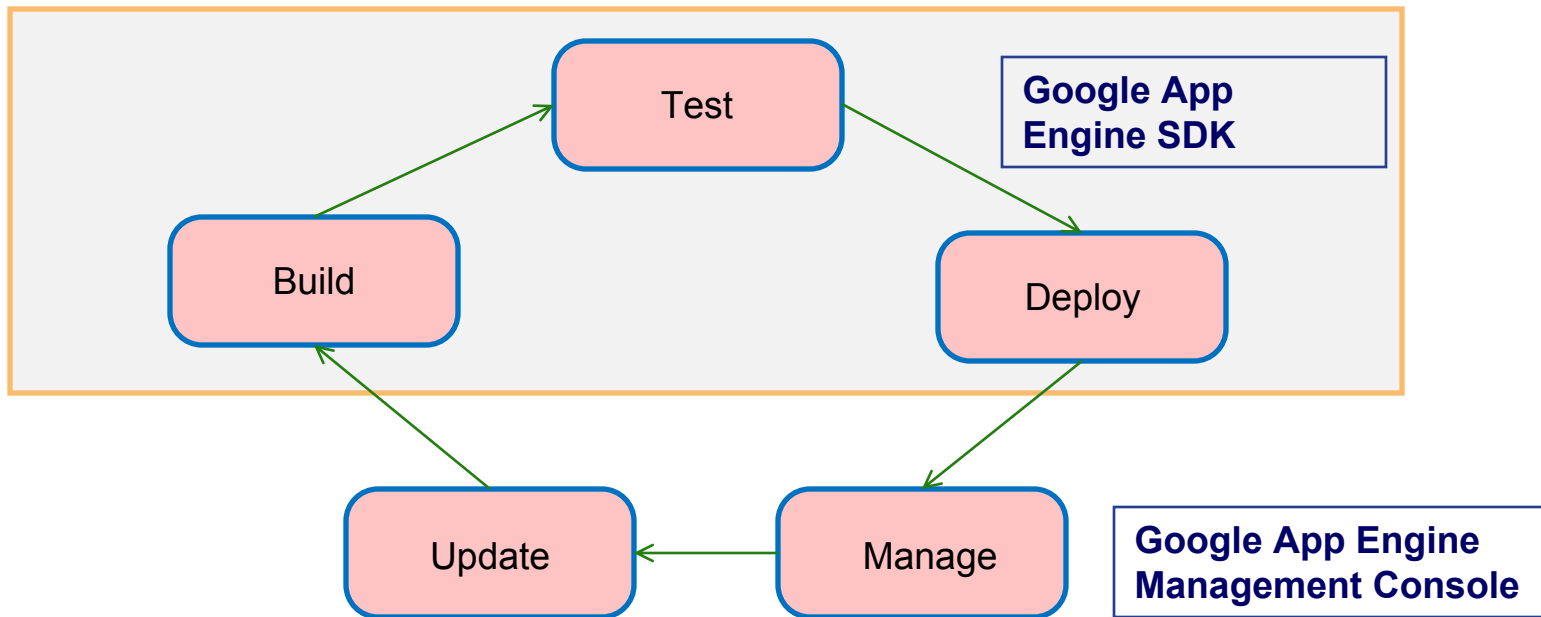 Test
Google App
Engine SDK
Build
Deploy
Update
Manage
Google App Engine
Management Console